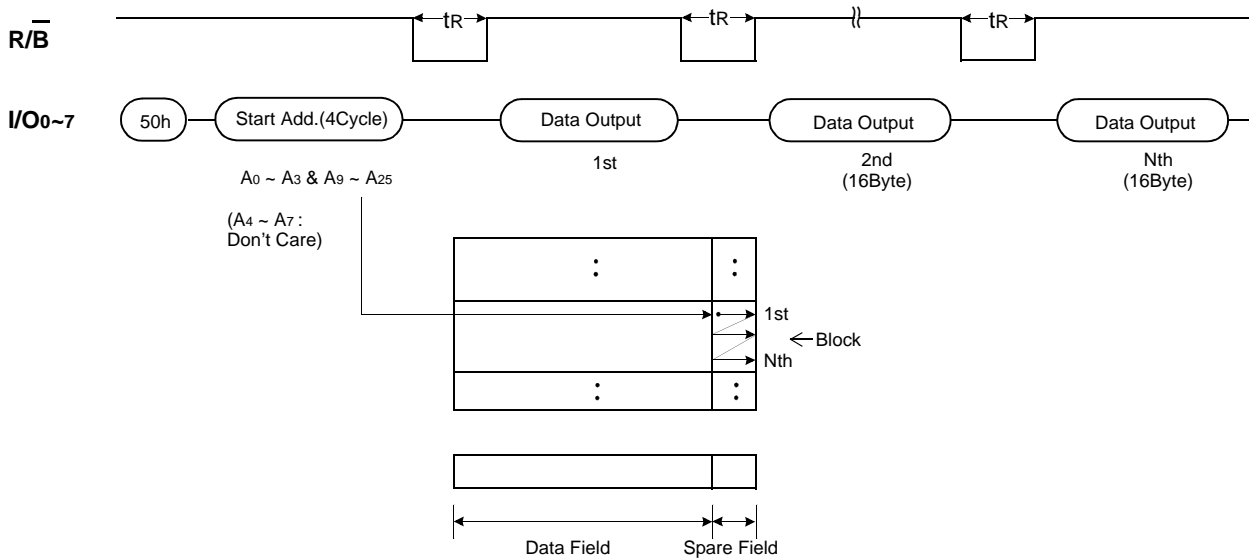 R/B tR tR tR
I/O0~7 50h Start Add.(4Cycle) Data Output Data Output Data Output
1st 2nd Nth
(16Byte) (16Byte)
A0 ~ A3 & A9 ~ A25
(A4 ~ A7 :
Don't Care)
1st
Block
Nth
Data Field Spare Field